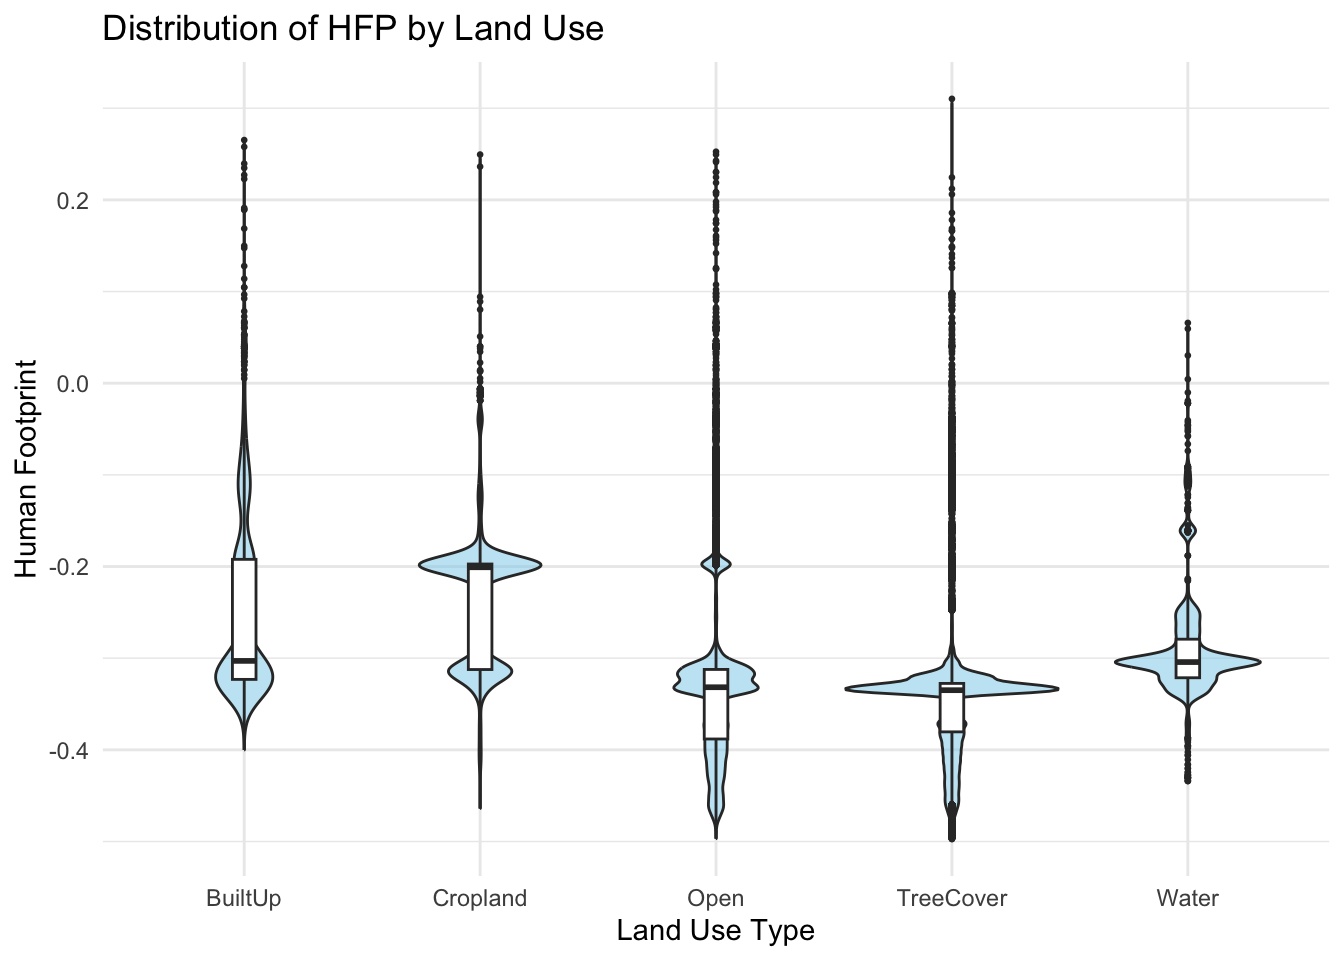 Distribution of HFP by Land Use
Human Footprint
0.2
0.0
-0.2
-0.4
BuiltUp Cropland Open TreeCover Water
Land Use Type